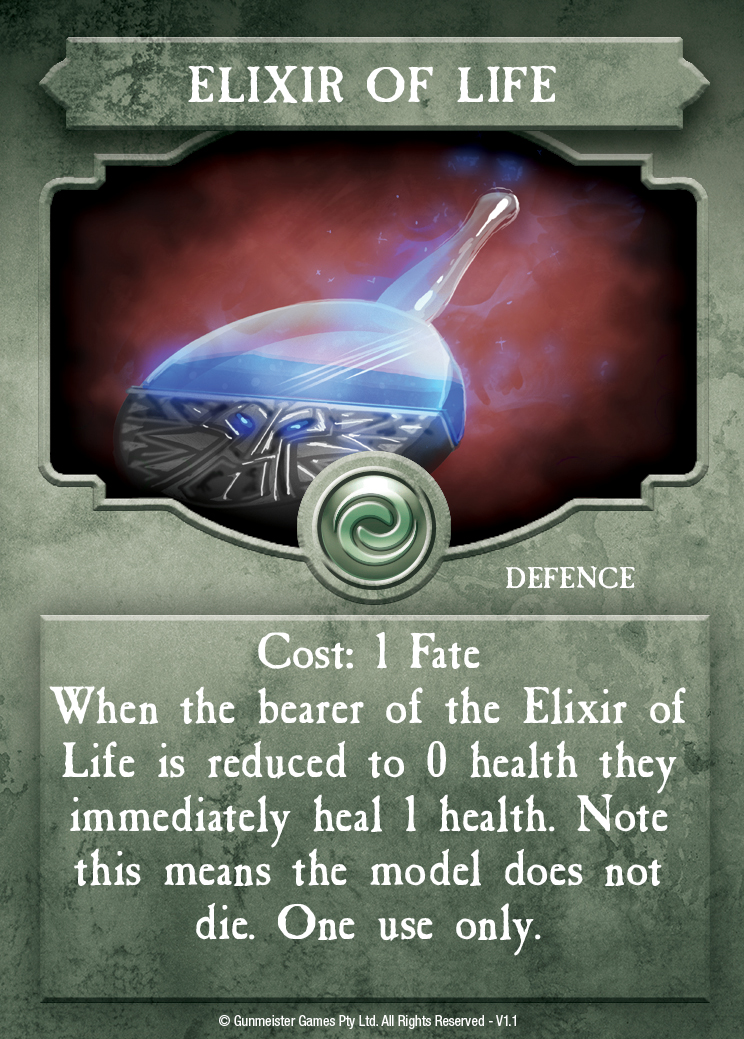 ELIXIR OF LIFE
DEFENCE
Cost: 1 Fate
When the bearer of the Elixir of
Life is reduced to 0 health they
immediately heal 1 health. Note
this means the model does not
die. One use only.
© Gunmeister Games Pty Ltd. All Rights Reserved - V1.1